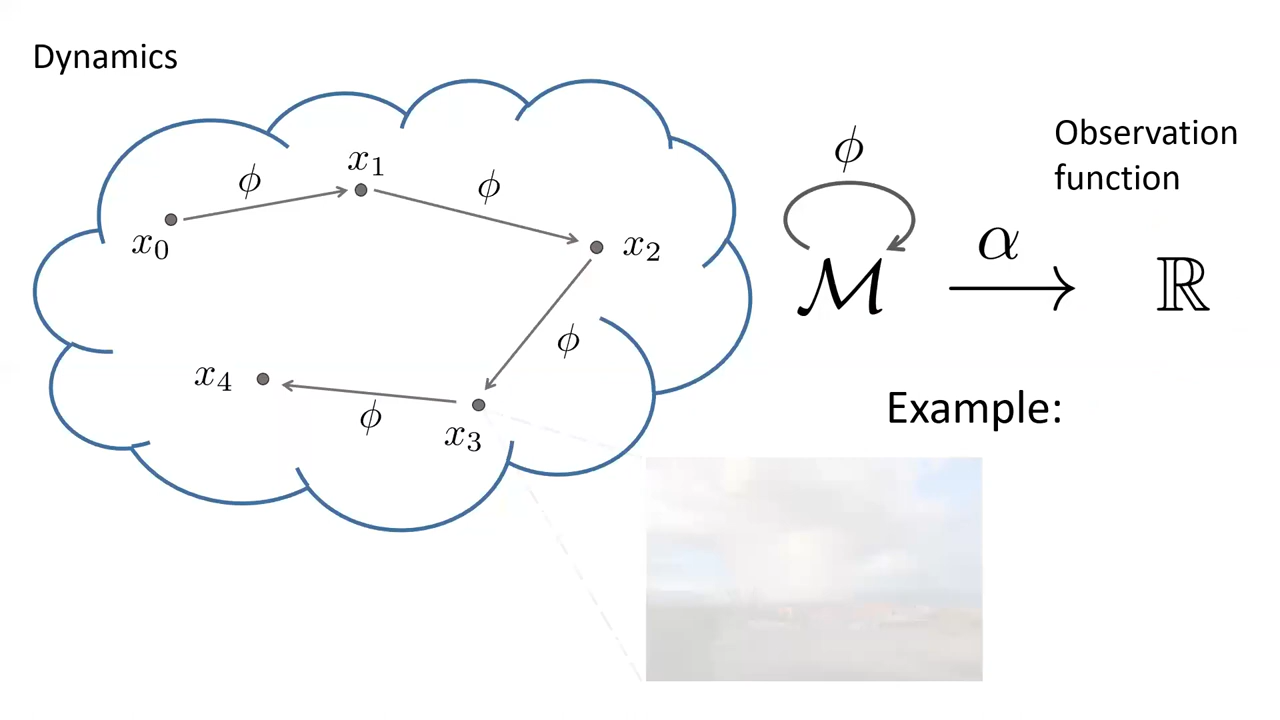 Dynamics
Observation
function
ϕ
x₁
ϕ
ϕ
x₀
x₂
α
ℳ
ℝ
ϕ
x₄
ϕ
x₃
Example: